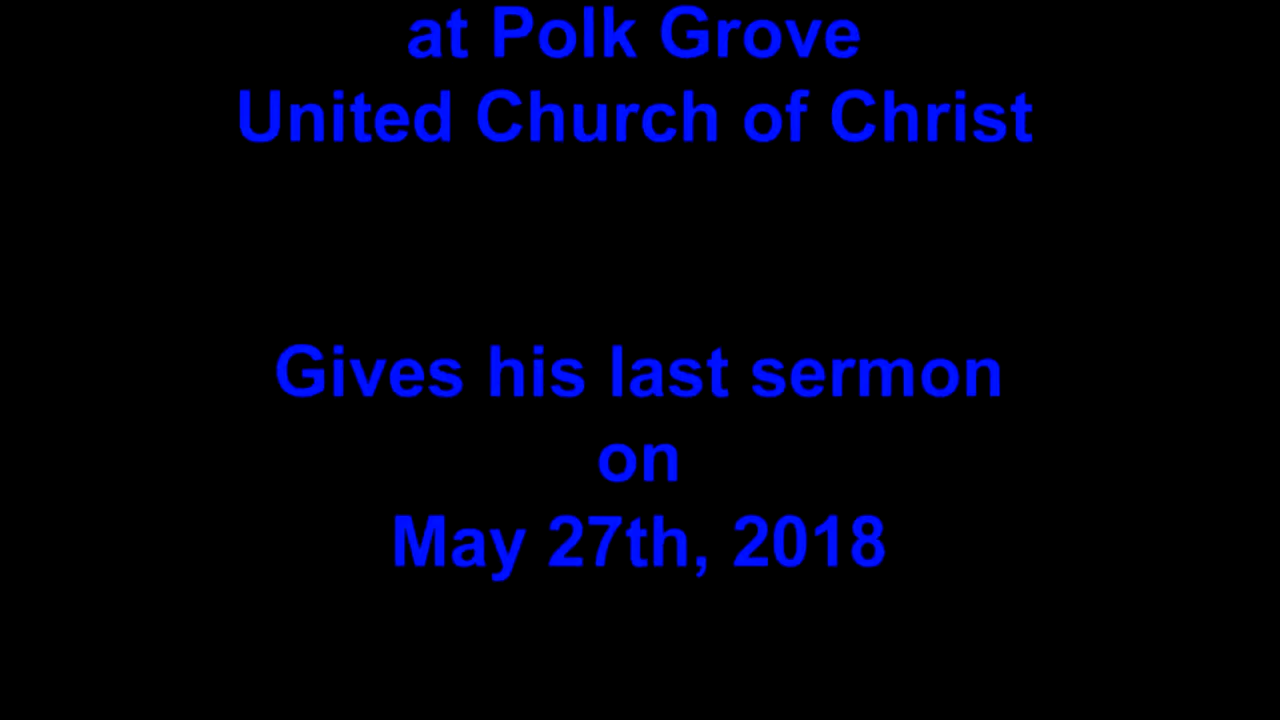 at Polk Grove
United Church of Christ
Gives his last sermon
on
May 27th, 2018